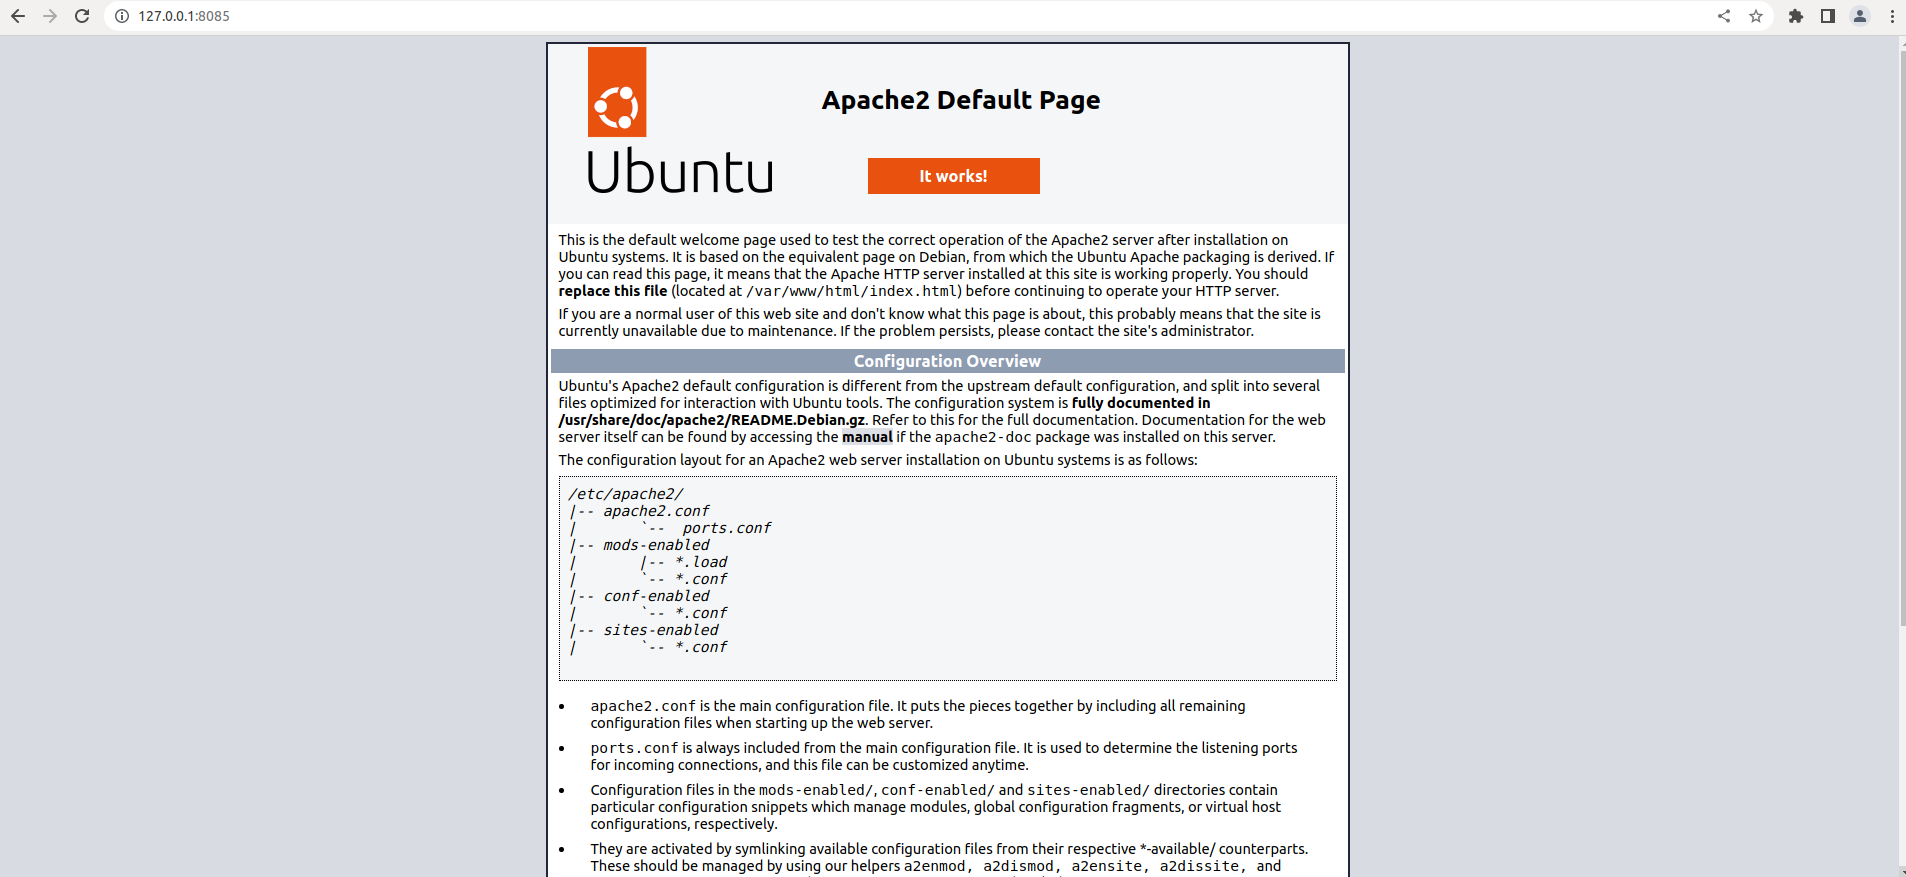 127.0.0.1:8085
Apache2 Default Page
Ubuntu
It works!
This is the default welcome page used to test the correct operation of the Apache2 server after installation on
Ubuntu systems. It is based on the equivalent page on Debian, from which the Ubuntu Apache packaging is derived. If
you can read this page, it means that the Apache HTTP server installed at this site is working properly. You should
replace this file (located at /var/www/html/index.html) before continuing to operate your HTTP server.
If you are a normal user of this web site and don't know what this page is about, this probably means that the site is
currently unavailable due to maintenance. If the problem persists, please contact the site's administrator.
Configuration Overview
Ubuntu's Apache2 default configuration is different from the upstream default configuration, and split into several
files optimized for interaction with Ubuntu tools. The configuration system is fully documented in
/usr/share/doc/apache2/README.Debian.gz. Refer to this for the full documentation. Documentation for the web
server itself can be found by accessing the manual if the apache2-doc package was installed on this server.
The configuration layout for an Apache2 web server installation on Ubuntu systems is as follows:
/etc/apache2/
|-- apache2.conf
|       `--  ports.conf
|-- mods-enabled
|       |-- *.load
|       `-- *.conf
|-- conf-enabled
|       `-- *.conf
|-- sites-enabled
|       `-- *.conf
• apache2.conf is the main configuration file. It puts the pieces together by including all remaining
configuration files when starting up the web server.
• ports.conf is always included from the main configuration file. It is used to determine the listening ports
for incoming connections, and this file can be customized anytime.
• Configuration files in the mods-enabled/, conf-enabled/ and sites-enabled/ directories contain
particular configuration snippets which manage modules, global configuration fragments, or virtual host
configurations, respectively.
• They are activated by symlinking available configuration files from their respective *-available/ counterparts.
These should be managed by using our helpers a2enmod, a2dismod, a2ensite, a2dissite, and